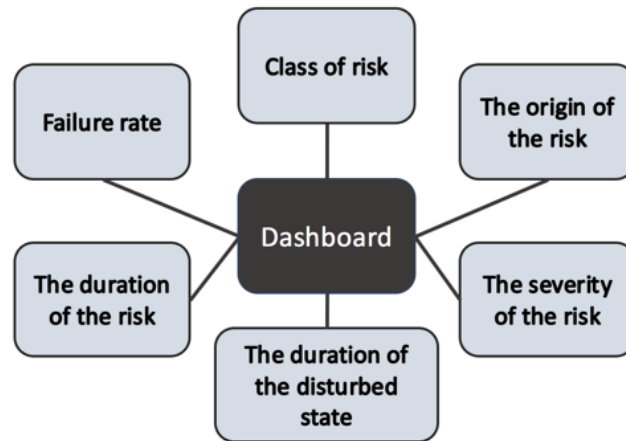 Class of risk
Failure rate
The origin of
the risk
Dashboard
The duration
of the risk
The severity
of the risk
The duration of
the disturbed
state